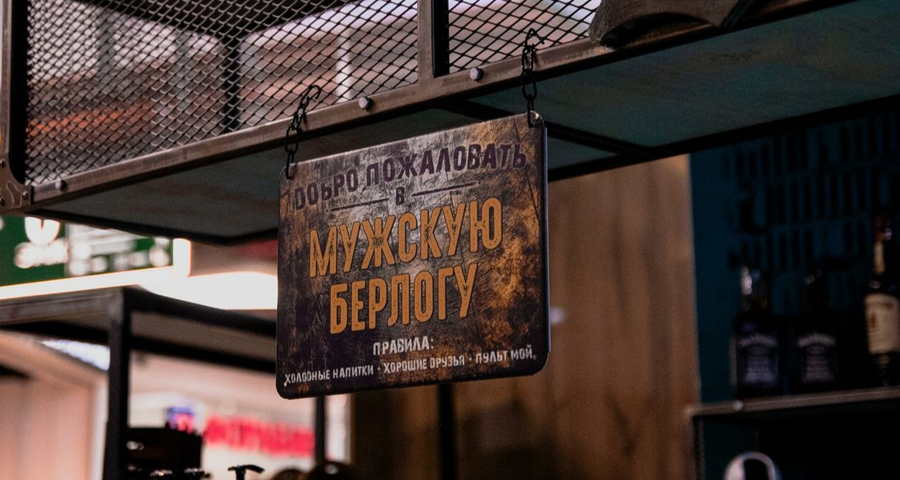 ДОБРО ПОЖАЛОВАТЬ
В
МУЖСКУЮ
БЕРЛОГУ
ПРАВИЛА:
ХОЛОДНЫЕ НАПИТКИ · ХОРОШИЕ ДРУЗЬЯ · ПУЛЬТ МОЙ.